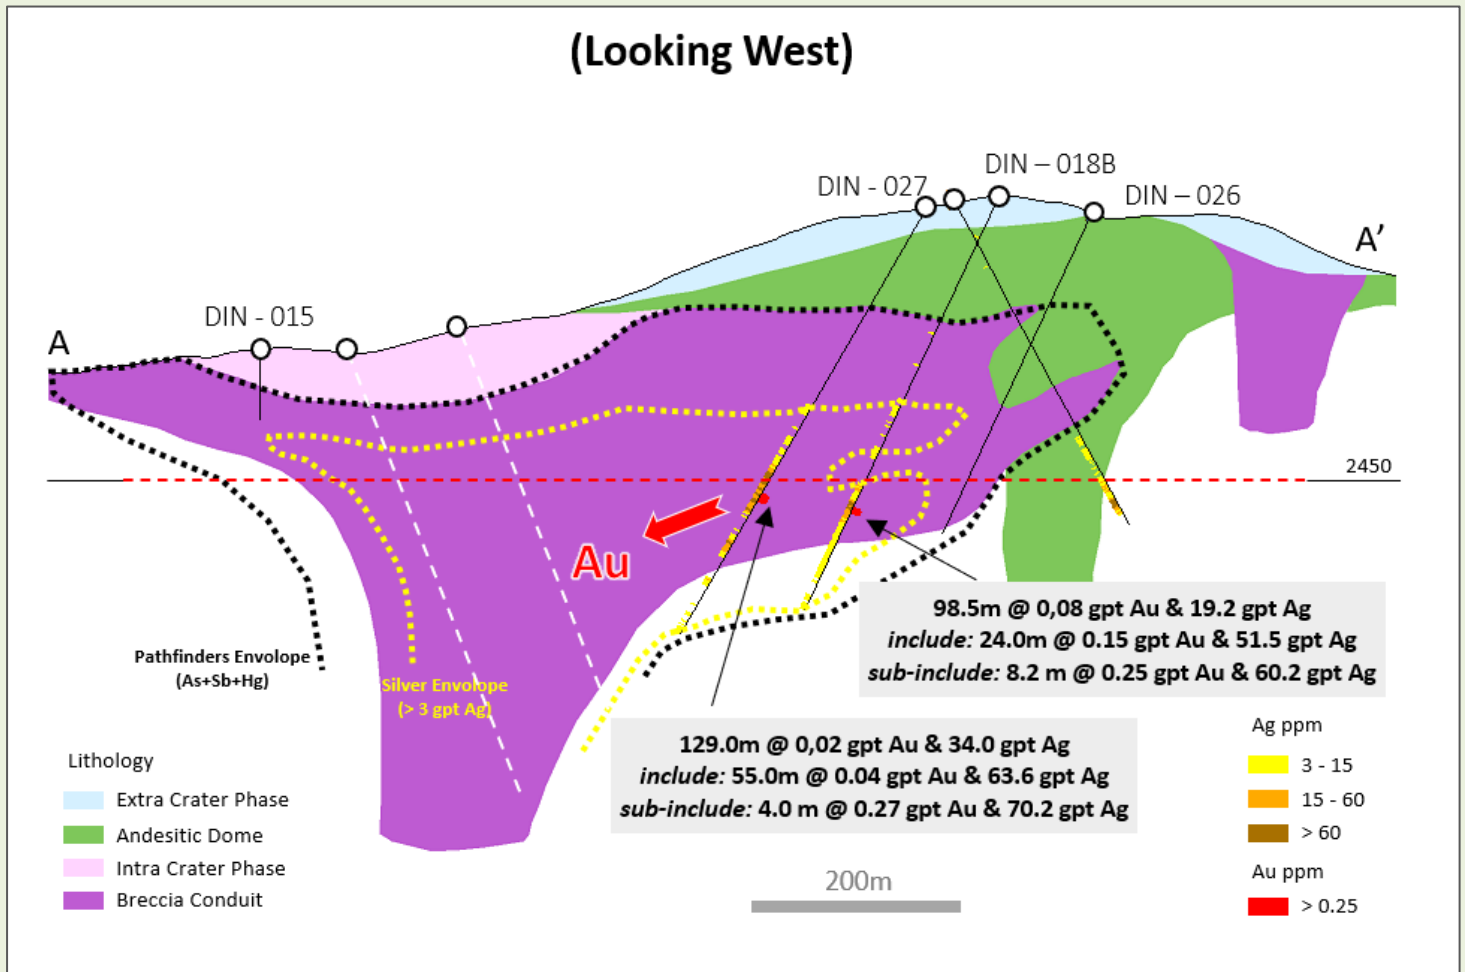 (Looking West)
DIN – 018B
DIN - 027
DIN – 026
A’
DIN - 015
A
2450
Au
98.5m @ 0,08 gpt Au & 19.2 gpt Ag
include: 24.0m @ 0.15 gpt Au & 51.5 gpt Ag
sub-include: 8.2 m @ 0.25 gpt Au & 60.2 gpt Ag
Pathfinders Envolope
(As+Sb+Hg)
Silver Envolope
(> 3 gpt Ag)
129.0m @ 0,02 gpt Au & 34.0 gpt Ag
include: 55.0m @ 0.04 gpt Au & 63.6 gpt Ag
sub-include: 4.0 m @ 0.27 gpt Au & 70.2 gpt Ag
Lithology
Extra Crater Phase
Andesitic Dome
Intra Crater Phase
Breccia Conduit
200m
Ag ppm
3 - 15
15 - 60
> 60
Au ppm
> 0.25